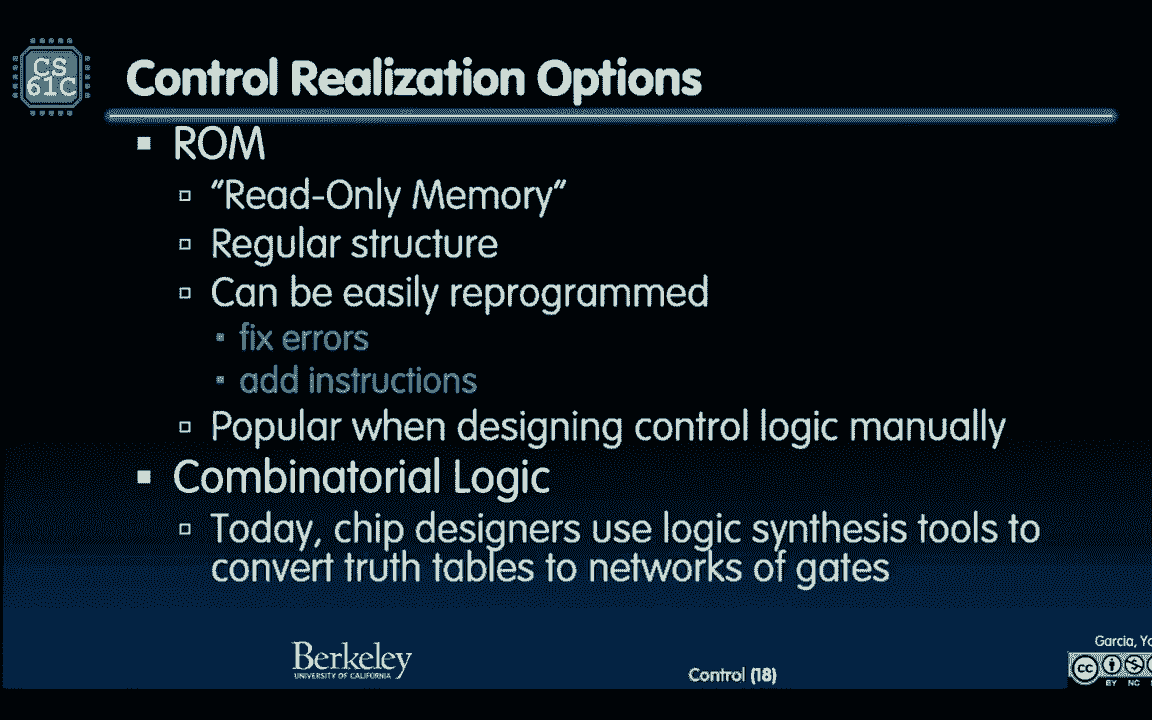 CS
61C
Control Realization Options
ROM
“Read-Only Memory”
Regular structure
Can be easily reprogrammed
fix errors
add instructions
Popular when designing control logic manually
Combinatorial Logic
Today, chip designers use logic synthesis tools to
convert truth tables to networks of gates
Berkeley
UNIVERSITY OF CALIFORNIA
Control (18)
Garcia,
cc
BY NC